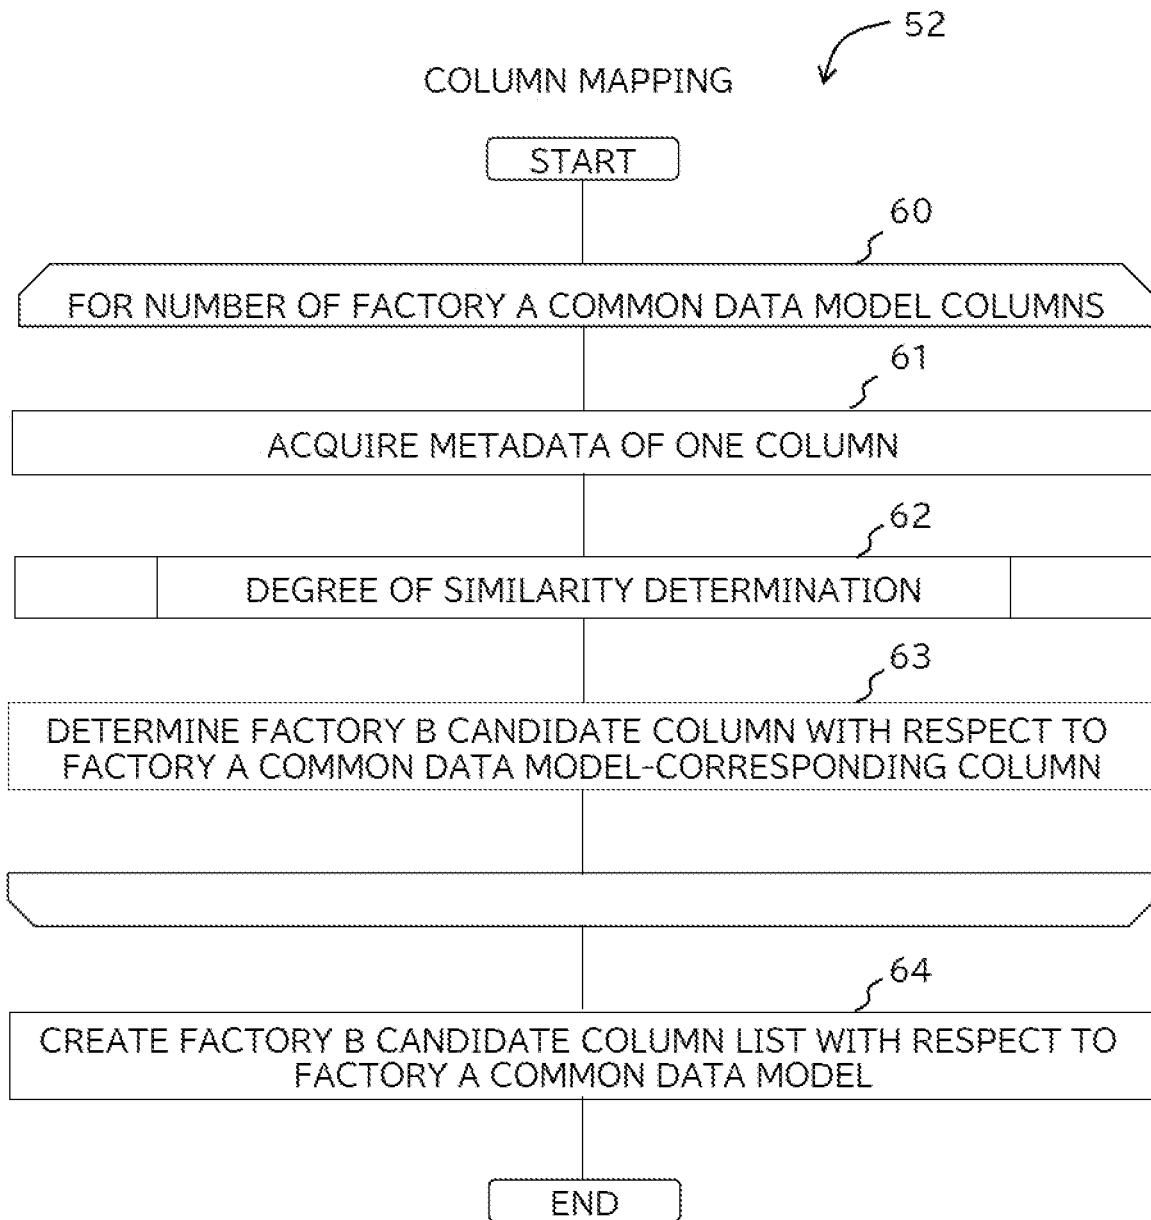 52
COLUMN MAPPING
START
60
FOR NUMBER OF FACTORY A COMMON DATA MODEL COLUMNS
61
ACQUIRE METADATA OF ONE COLUMN
62
DEGREE OF SIMILARITY DETERMINATION
63
DETERMINE FACTORY B CANDIDATE COLUMN WITH RESPECT TO
FACTORY A COMMON DATA MODEL-CORRESPONDING COLUMN
64
CREATE FACTORY B CANDIDATE COLUMN LIST WITH RESPECT TO
FACTORY A COMMON DATA MODEL
END